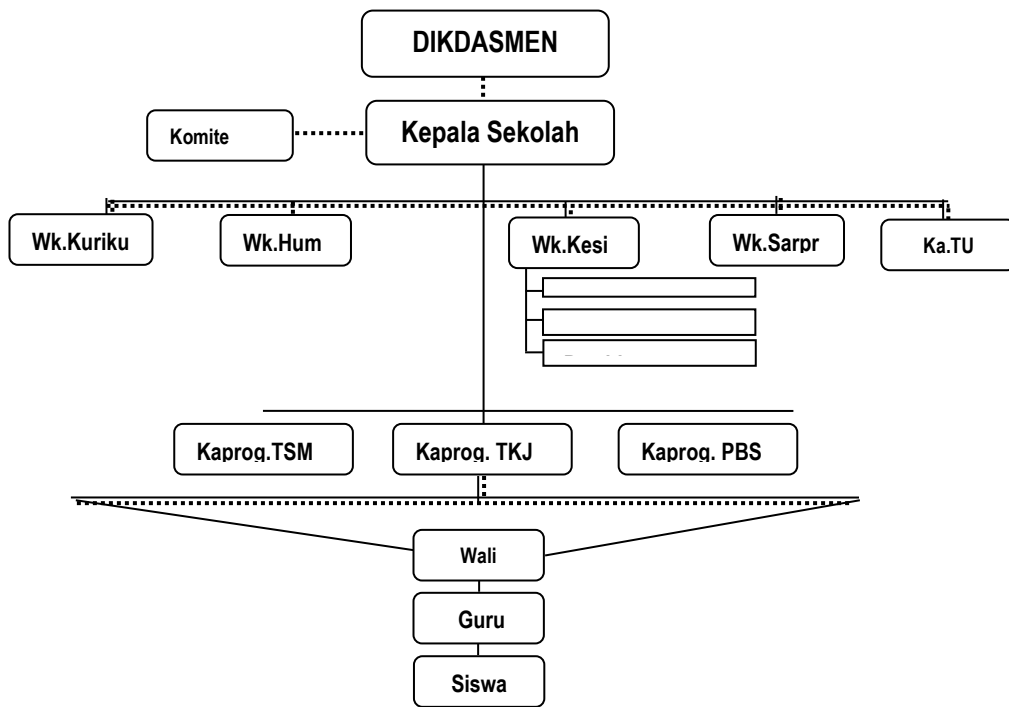 DIKDASMEN
Kepala Sekolah
Komite
Wk.Kuriku
Wk.Hum
Wk.Kesi
Wk.Sarpr
Ka.TU
Kaprog.TSM
Kaprog. TKJ
Kaprog. PBS
Wali
Guru
Siswa